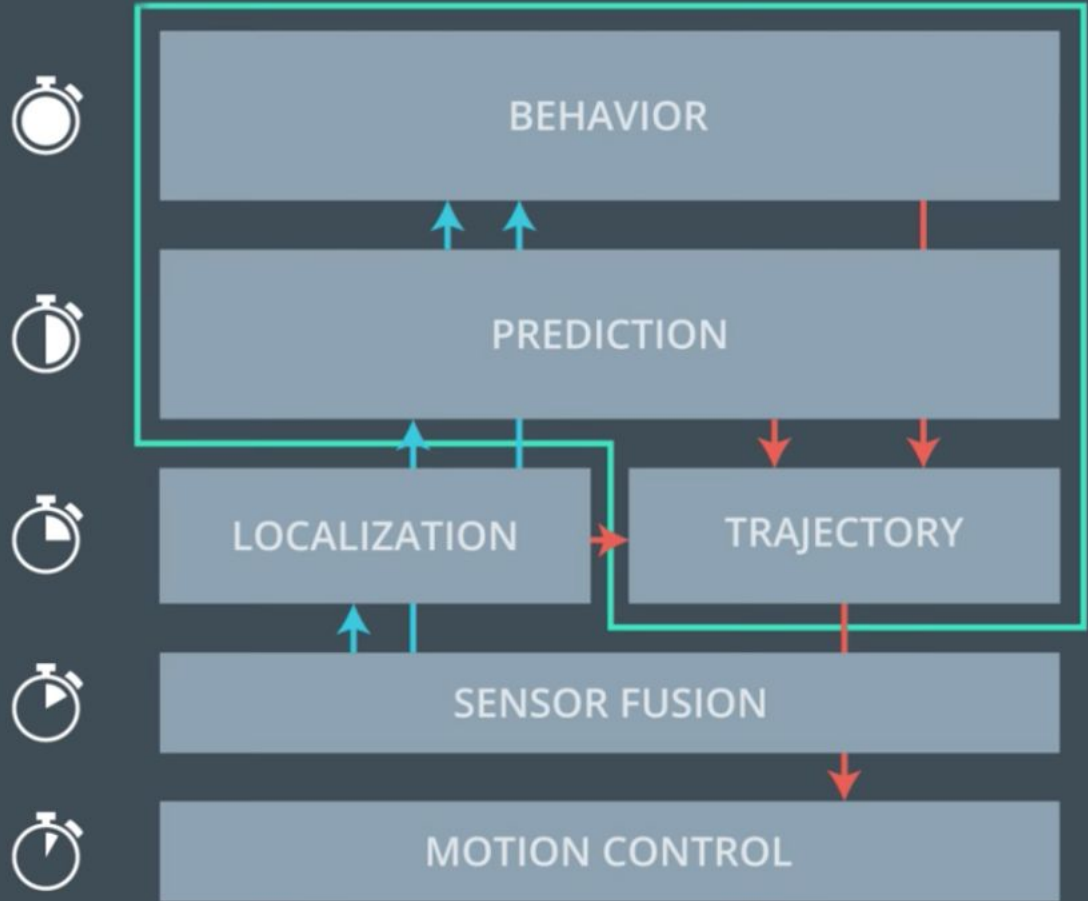 BEHAVIOR
PREDICTION
LOCALIZATION
TRAJECTORY
SENSOR FUSION
MOTION CONTROL